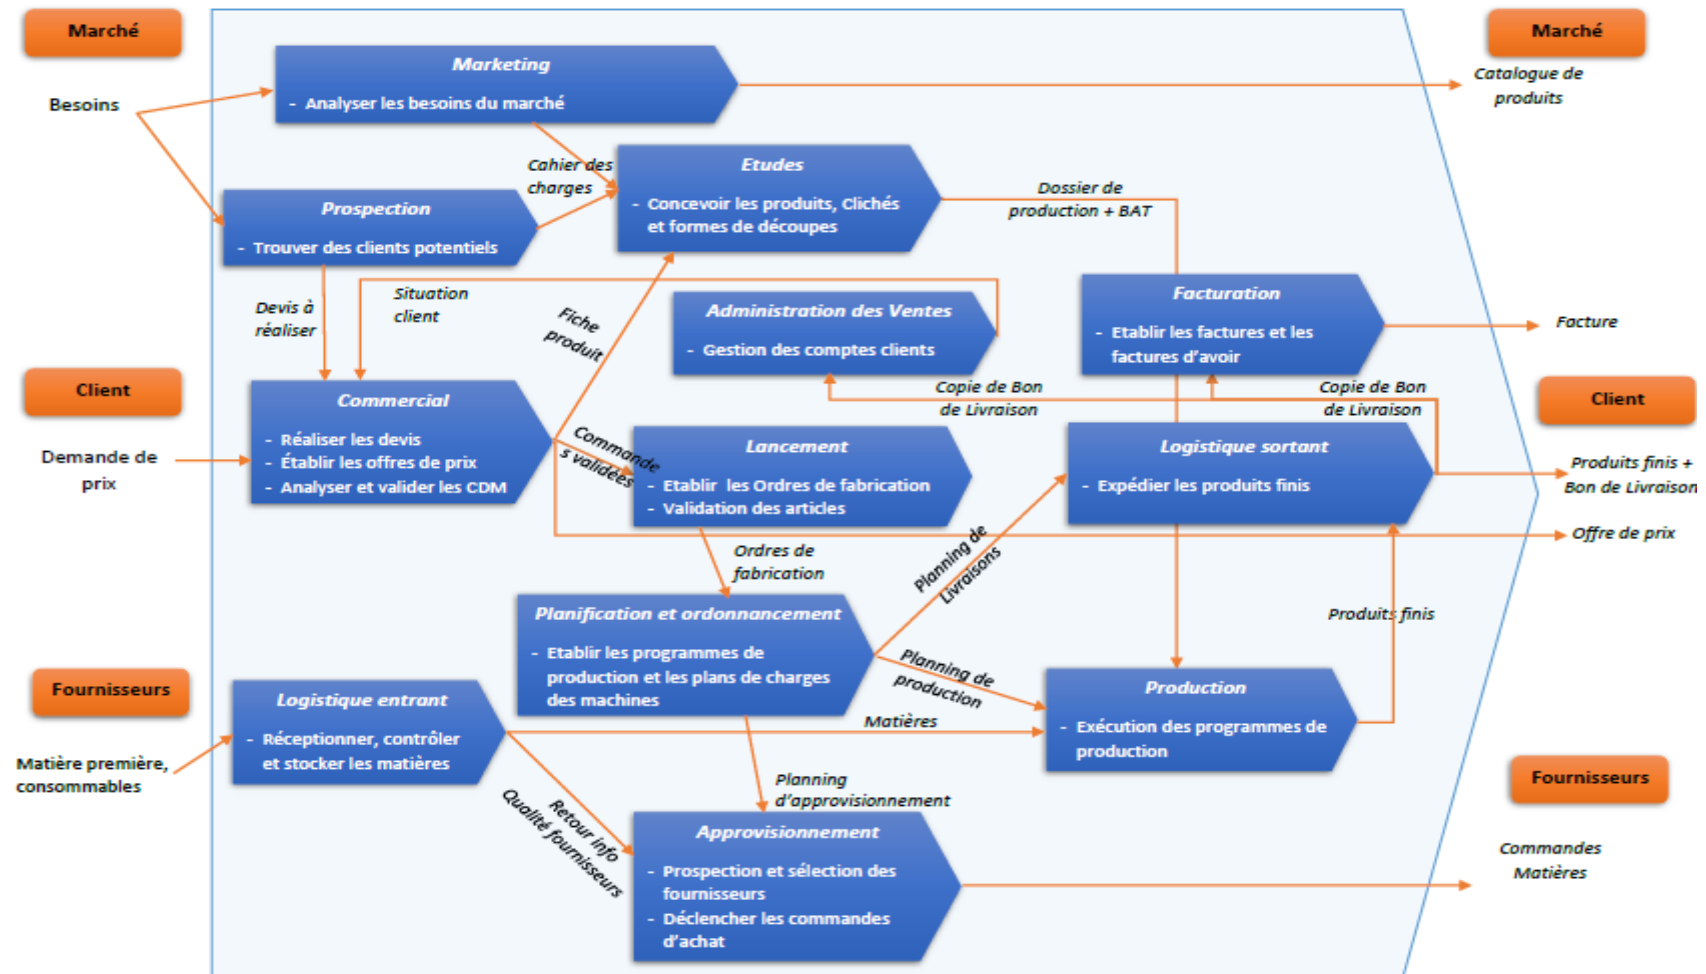 Marché
Marché
Marketing
- Analyser les besoins du marché
Catalogue de
produits
Besoins
Cahier des
charges
Etudes
- Concevoir les produits, Clichés
et formes de découpes
Dossier de
production + BAT
Prospection
- Trouver des clients potentiels
Devis à
réaliser
Situation
client
Fiche
produit
Administration des Ventes
- Gestion des comptes clients
Facturation
- Etablir les factures et les
factures d'avoir
Facture
Client
Copie de Bon
de Livraison
Copie de Bon
de Livraison
Client
Commercial
- Réaliser les devis
- Établir les offres de prix
- Analyser et valider les CDM
Demande de
prix
Commande
s validées
Lancement
- Etablir les Ordres de fabrication
- Validation des articles
Logistique sortant
- Expédier les produits finis
Produits finis +
Bon de Livraison
Offre de prix
Ordres de
fabrication
Planning de
Livraisons
Planification et ordonnancement
- Etablir les programmes de
production et les plans de charges
des machines
Produits finis
Planning de
production
Fournisseurs
Logistique entrant
- Réceptionner, contrôler
et stocker les matières
Matières
Production
- Exécution des programmes de
production
Matière première,
consommables
Fournisseurs
Planning
d'approvisionnement
Retour info
Qualité fournisseurs
Approvisionnement
- Prospection et sélection des
fournisseurs
- Déclencher les commandes
d'achat
Commandes
Matières